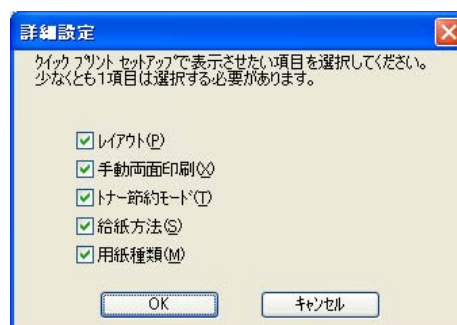 詳細設定
クイック プリント セットアップで表示させたい項目を選択してください。
少なくとも1項目は選択する必要があります。
レイアウト(P)
手動両面印刷(X)
トナー節約モード(T)
給紙方法(S)
用紙種類(M)
OK キャンセル